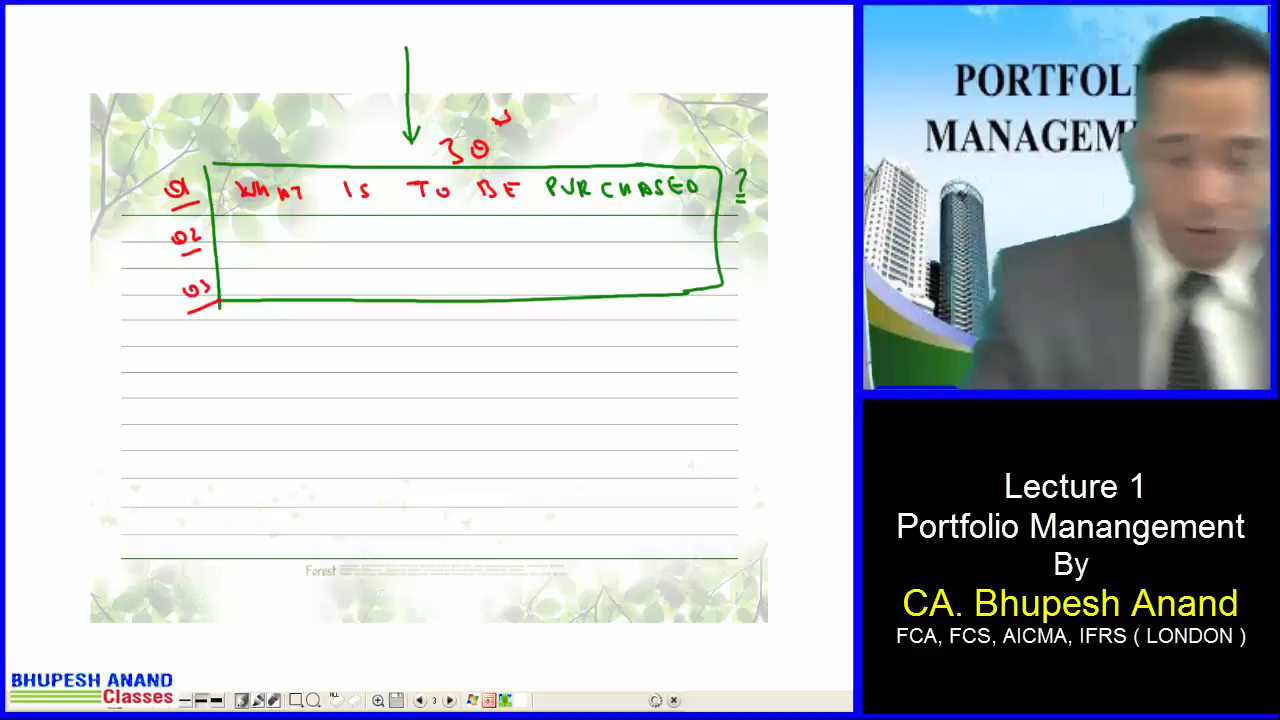 30
Q1 WHAT IS TO BE PURCHASED ?
Q2
Q3
Forest
PORTFOLI
MANAGEM
Lecture 1
Portfolio Manangement
By
CA. Bhupesh Anand
FCA, FCS, AICMA, IFRS ( LONDON )
BHUPESH ANAND
Classes
3